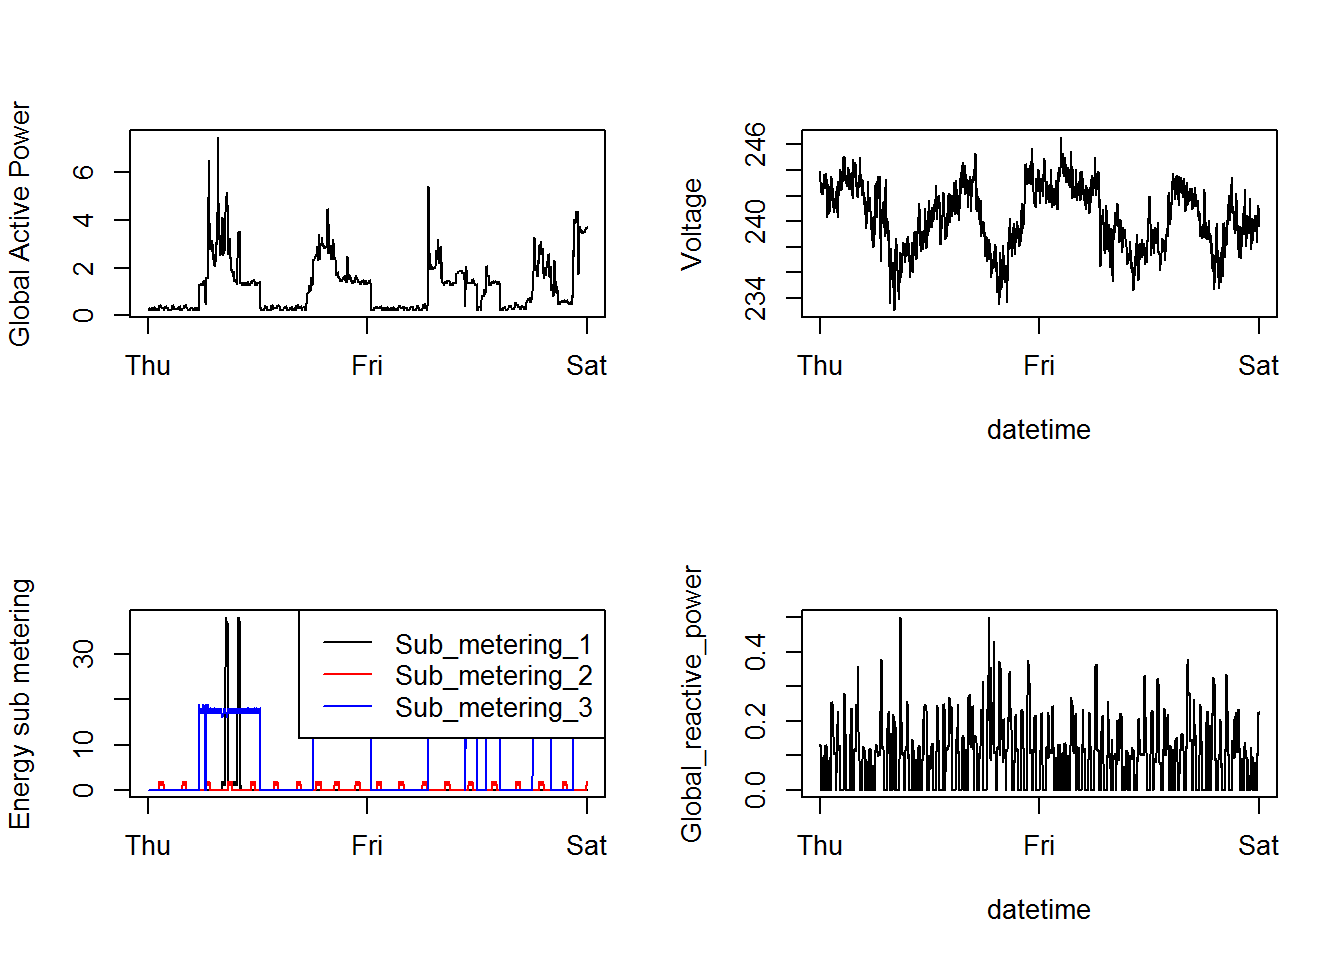 Global Active Power
6
4
2
0
Thu Fri Sat
Voltage
246
240
234
Thu Fri Sat
datetime
Energy sub metering
30
10
0
Sub_metering_1
Sub_metering_2
Sub_metering_3
Thu Fri Sat
Global_reactive_power
0.4
0.2
0.0
Thu Fri Sat
datetime